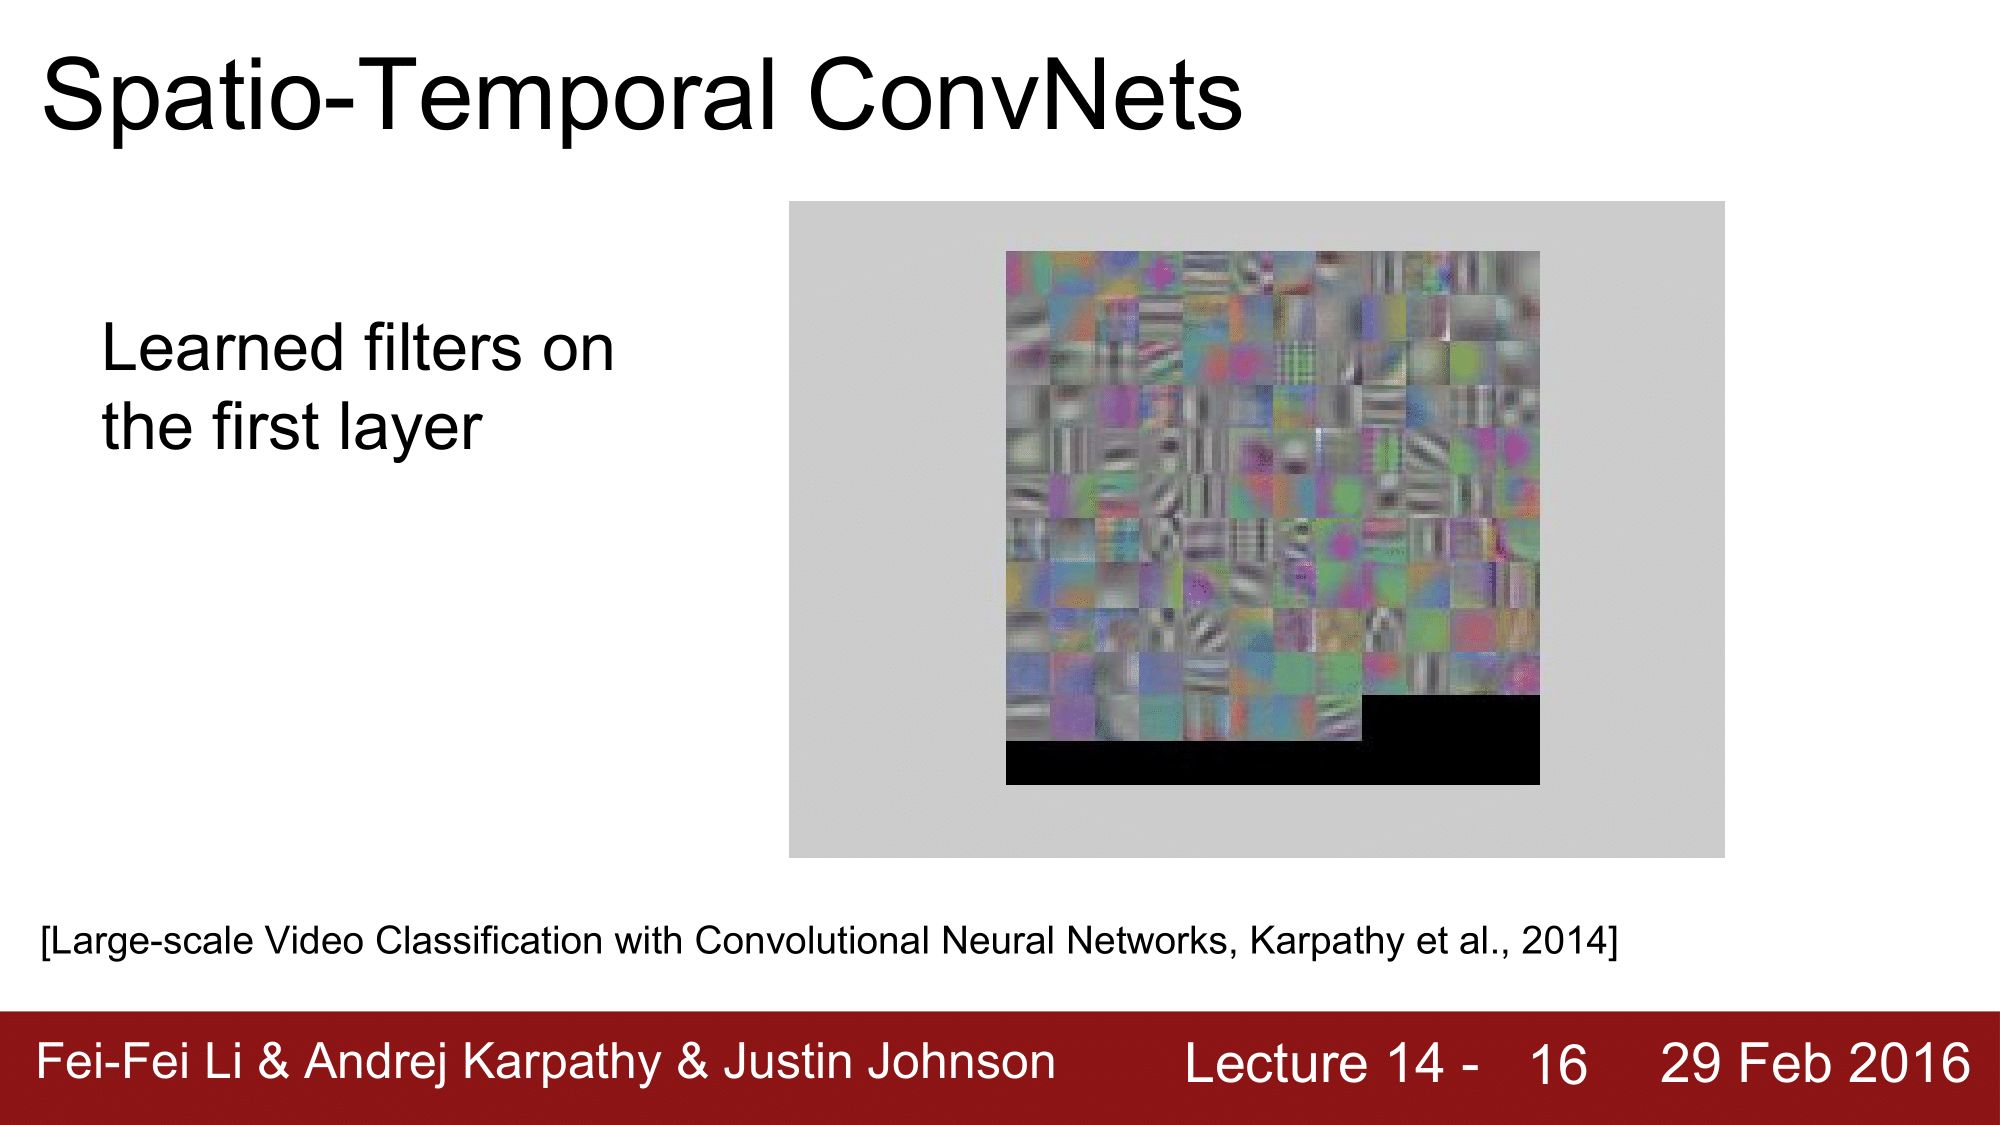 Spatio-Temporal ConvNets
Learned filters on
the first layer
[Large-scale Video Classification with Convolutional Neural Networks, Karpathy et al., 2014]
Fei-Fei Li & Andrej Karpathy & Justin Johnson Lecture 14 - 16 29 Feb 2016